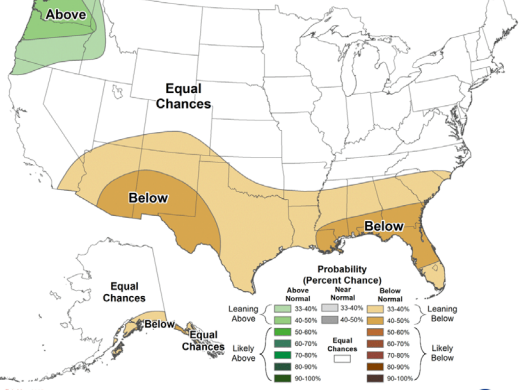 Above
Equal
Chances
Below
Below
Equal
Chances
Below
Equal
Chances
Probability
(Percent Chance)
Above
Normal
Near
Normal
Below
Normal
Leaning
Above
33-40%
40-50%
33-40%
40-50%
33-40%
40-50%
Leaning
Below
Likely
Above
50-60%
60-70%
70-80%
80-90%
90-100%
Equal
Chances
50-60%
60-70%
70-80%
80-90%
90-100%
Likely
Below